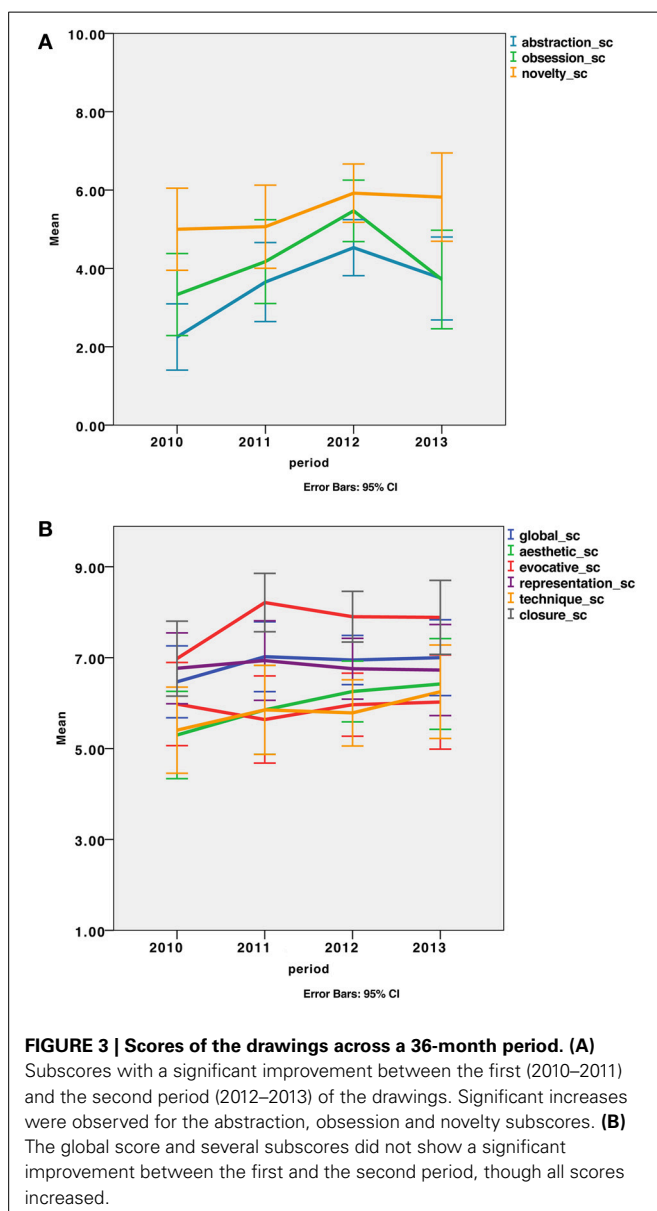 A
10.00
8.00
6.00
4.00
2.00
0.00
Mean
2010 2011 2012 2013
period
Error Bars: 95% CI
abstraction_sc
obsession_sc
novelty_sc
B
9.00
7.00
5.00
3.00
1.00
Mean
2010 2011 2012 2013
period
Error Bars: 95% CI
global_sc
aesthetic_sc
evocative_sc
representation_sc
technique_sc
closure_sc
FIGURE 3 | Scores of the drawings across a 36-month period. (A)
Subscores with a significant improvement between the first (2010–2011)
and the second period (2012–2013) of the drawings. Significant increases
were observed for the abstraction, obsession and novelty subscores. (B)
The global score and several subscores did not show a significant
improvement between the first and the second period, though all scores
increased.